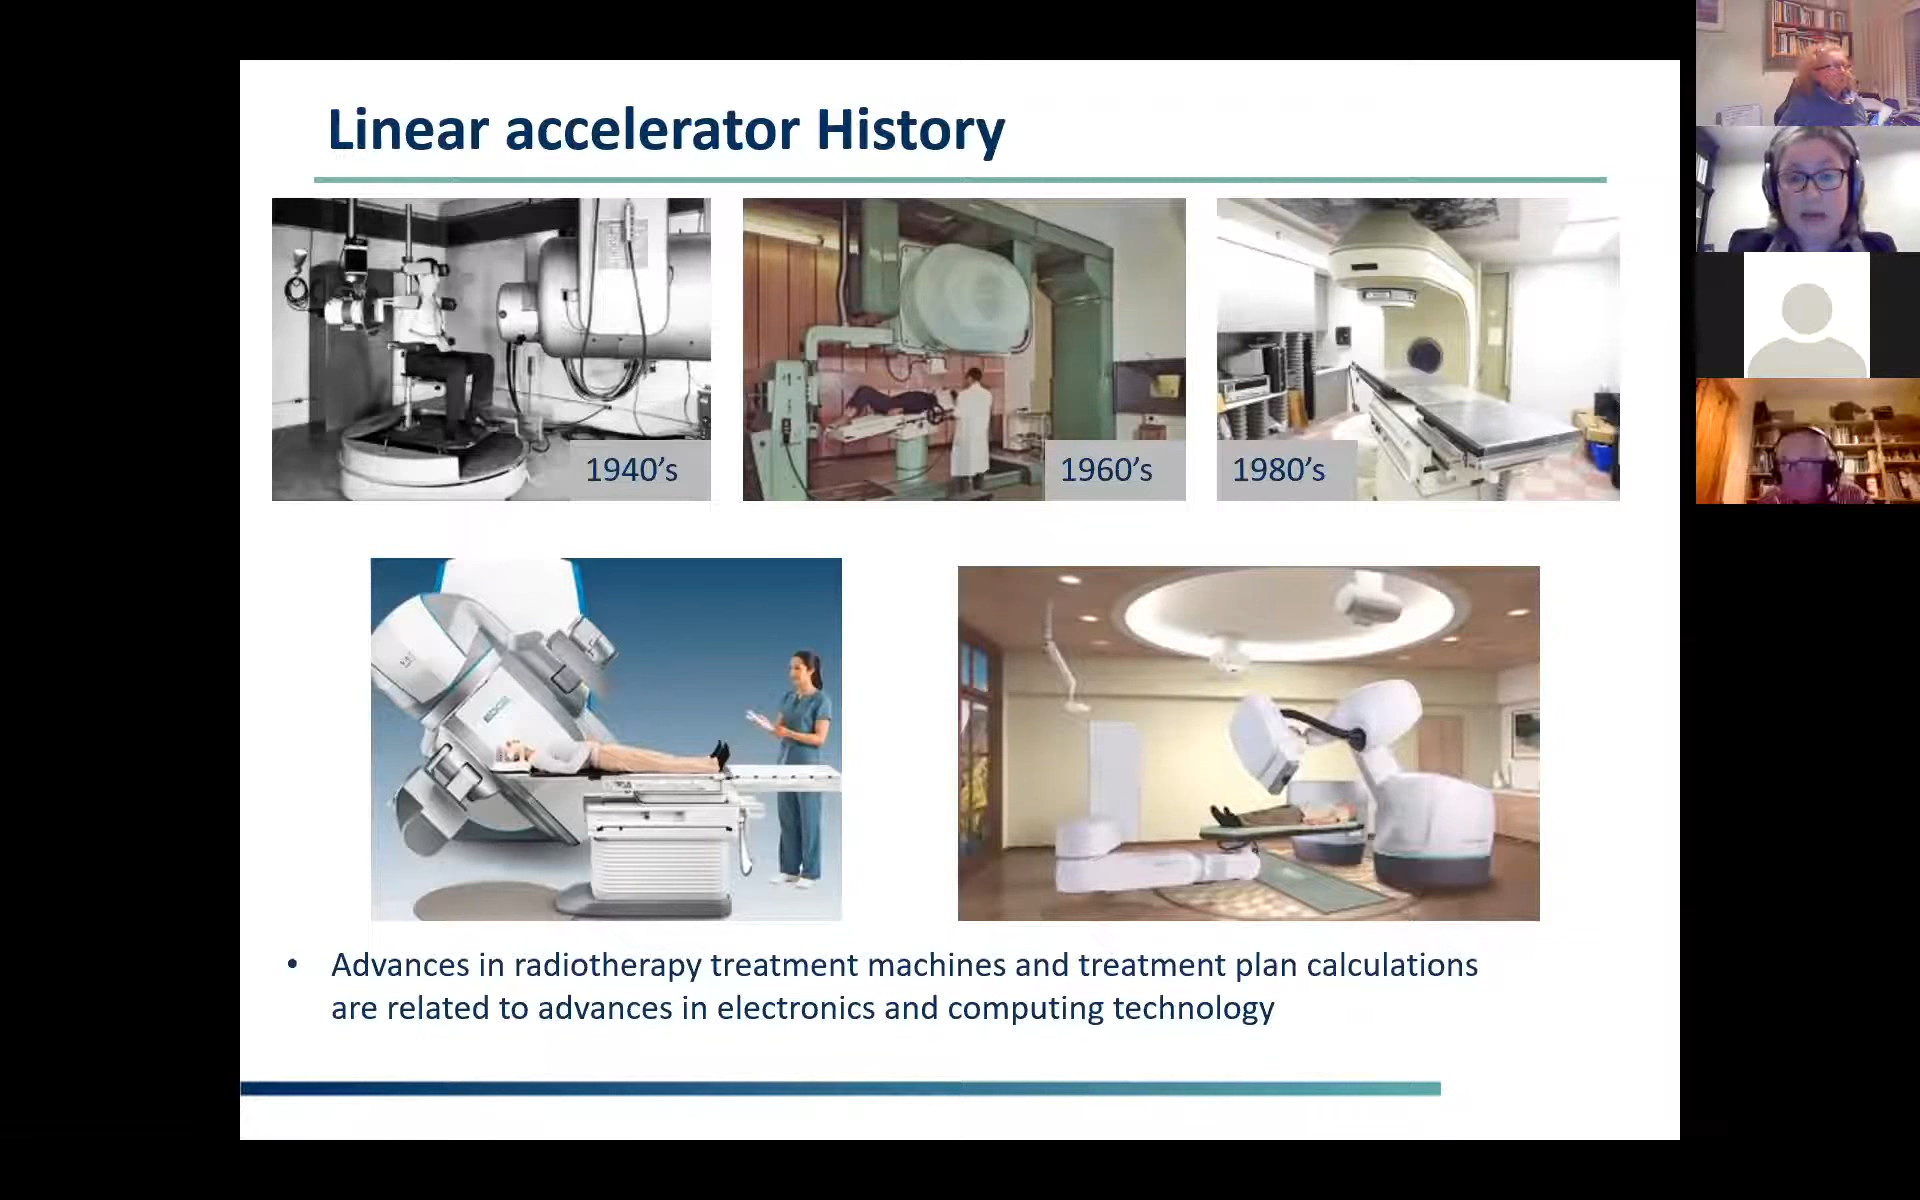 Linear accelerator History
1940's
1960's
1980's
EDGE
• Advances in radiotherapy treatment machines and treatment plan calculations
are related to advances in electronics and computing technology